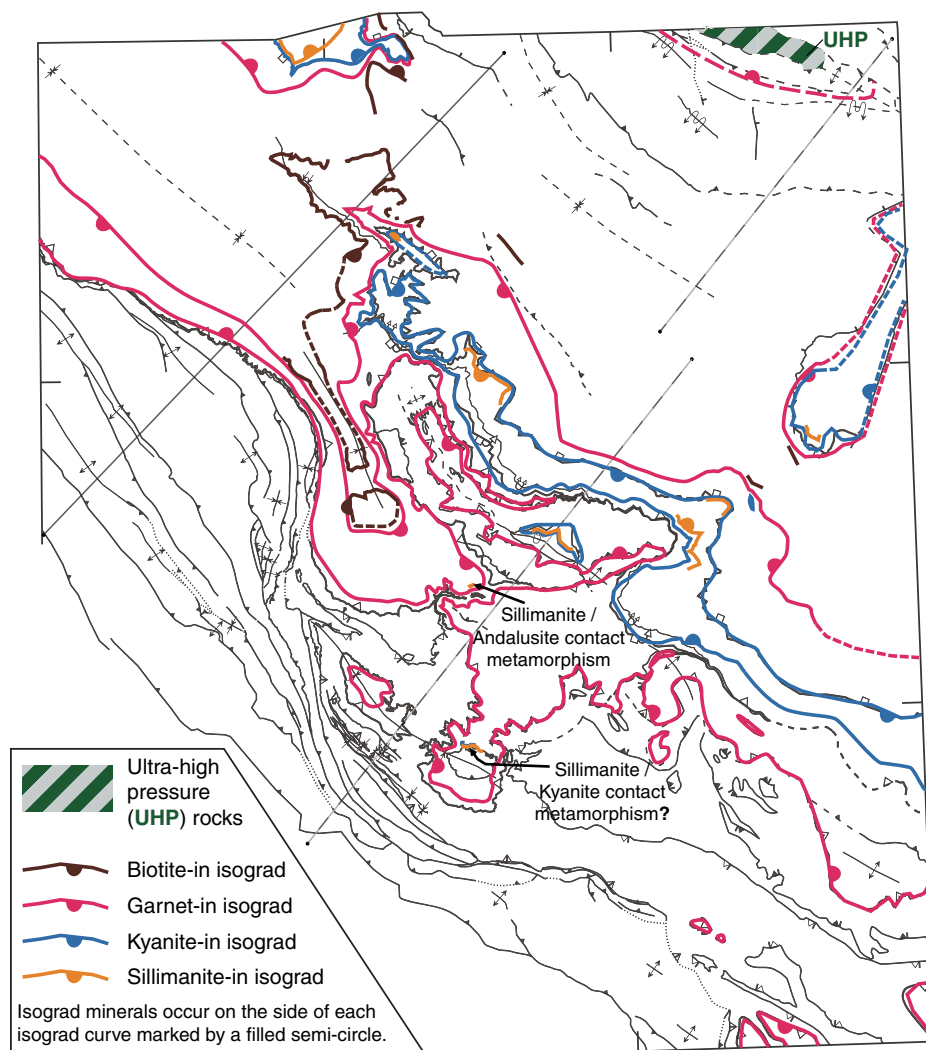 UHP
Sillimanite /
Andalusite contact
metamorphism
Sillimanite /
Kyanite contact
metamorphism?
Ultra-high
pressure
(UHP) rocks
Biotite-in isograd
Garnet-in isograd
Kyanite-in isograd
Sillimanite-in isograd
Isograd minerals occur on the side of each
isograd curve marked by a filled semi-circle.